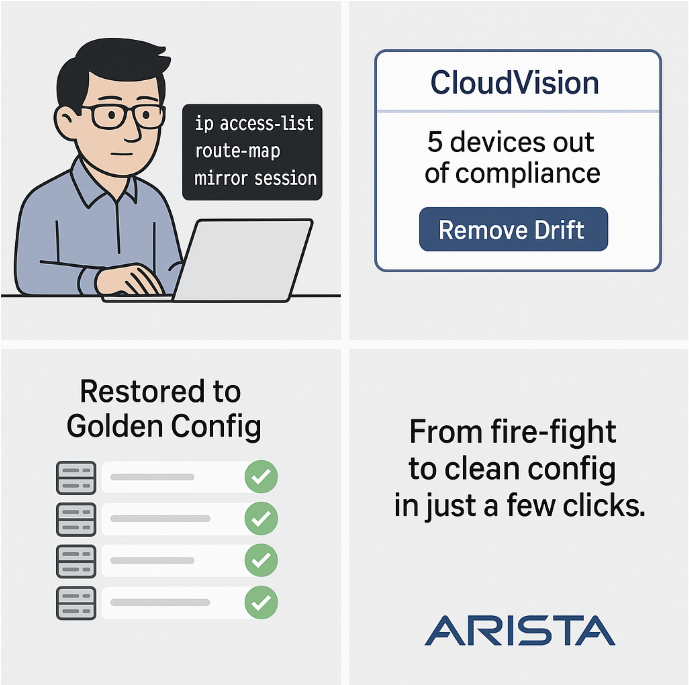 ip access-list
route-map
mirror session
CloudVision
5 devices out
of compliance
Remove Drift
Restored to
Golden Config
From fire-fight
to clean config
in just a few clicks.
ARISTA